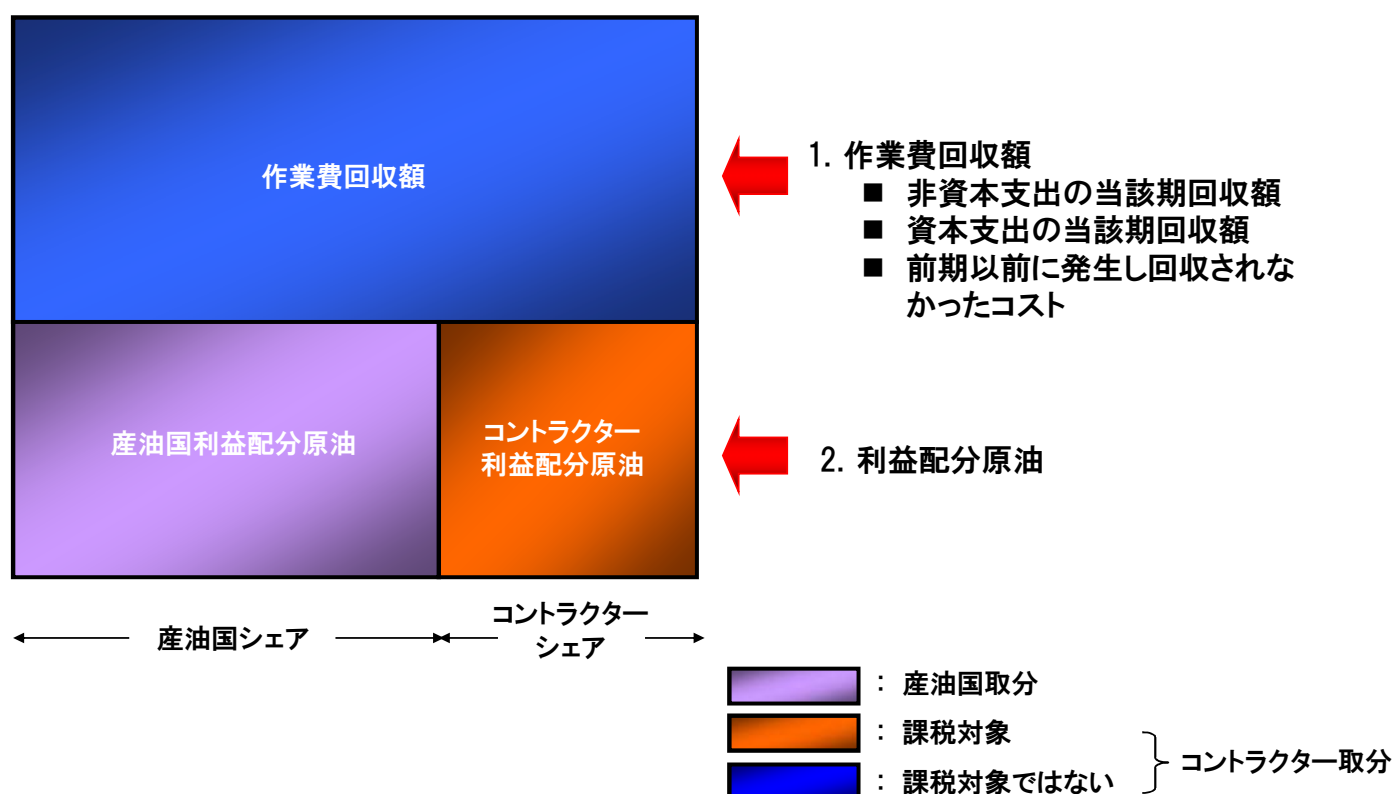 作業費回収額
1. 作業費回収額
■ 非資本支出の当該期回収額
■ 資本支出の当該期回収額
■ 前期以前に発生し回収されな
かったコスト
産油国利益配分原油
コントラクター
利益配分原油
2. 利益配分原油
産油国シェア
コントラクター
シェア
： 産油国取分
： 課税対象
： 課税対象ではない
コントラクター取分